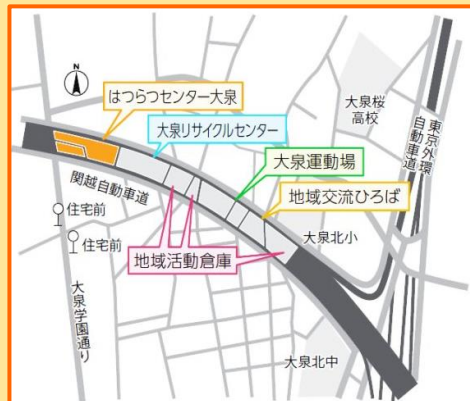 N
はつらつセンター大泉
大泉リサイクルセンター
大泉桜
高校
東京外環
自動車道
大泉運動場
地域交流ひろば
関越自動車道
住宅前
住宅前
地域活動倉庫
大泉北小
大泉学園通り
大泉北中